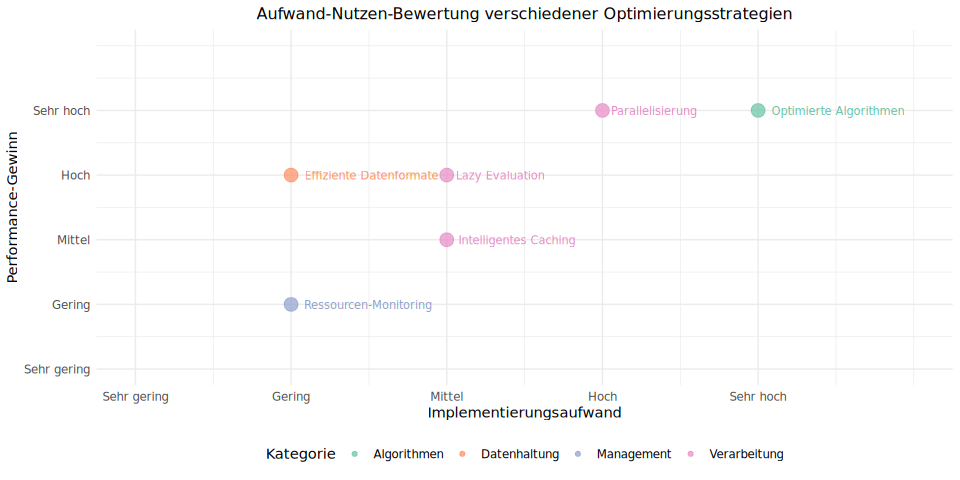 Aufwand-Nutzen-Bewertung verschiedener Optimierungsstrategien
Performance-Gewinn
Sehr hoch
Parallelisierung
Optimierte Algorithmen
Hoch
Effiziente Datenformate
Lazy Evaluation
Mittel
Intelligentes Caching
Gering
Ressourcen-Monitoring
Sehr gering
Sehr gering
Gering
Mittel
Hoch
Sehr hoch
Implementierungsaufwand
Kategorie
Algorithmen
Datenhaltung
Management
Verarbeitung